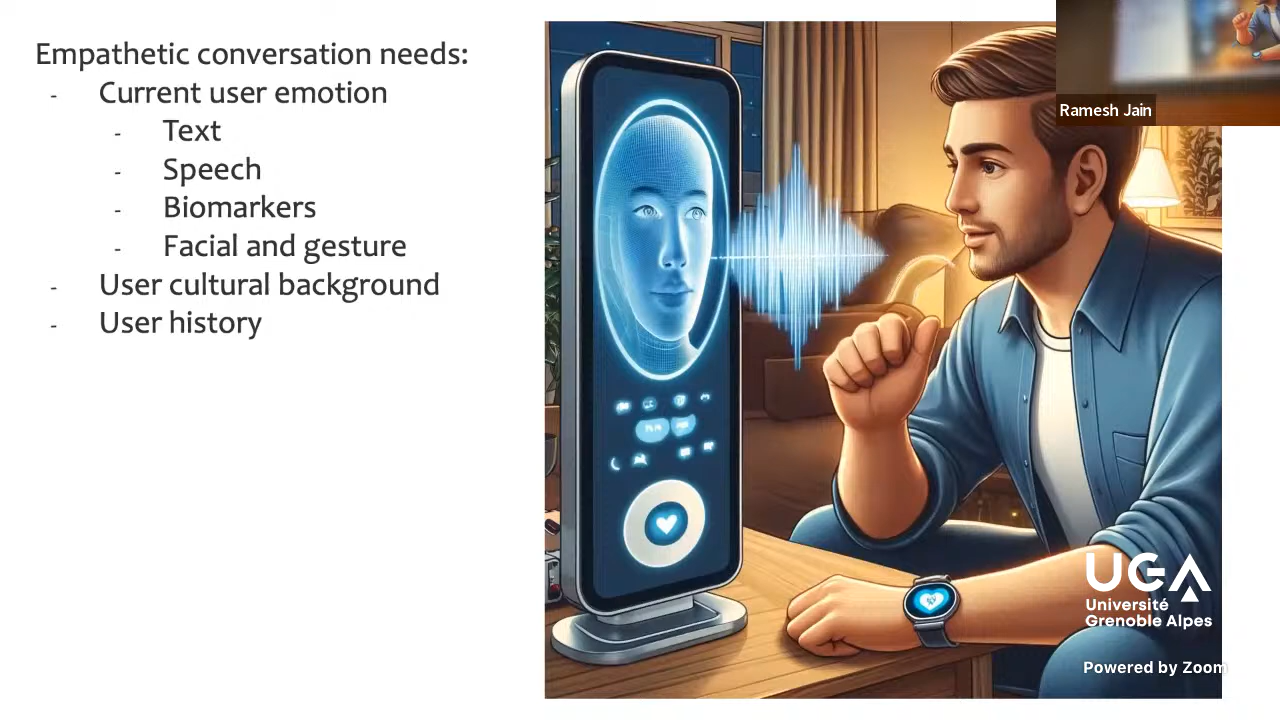 Empathetic conversation needs:
- Current user emotion
- Text
- Speech
- Biomarkers
- Facial and gesture
- User cultural background
- User history
Ramesh Jain
UGA
Université
Grenoble Alpes
Powered by Zoom